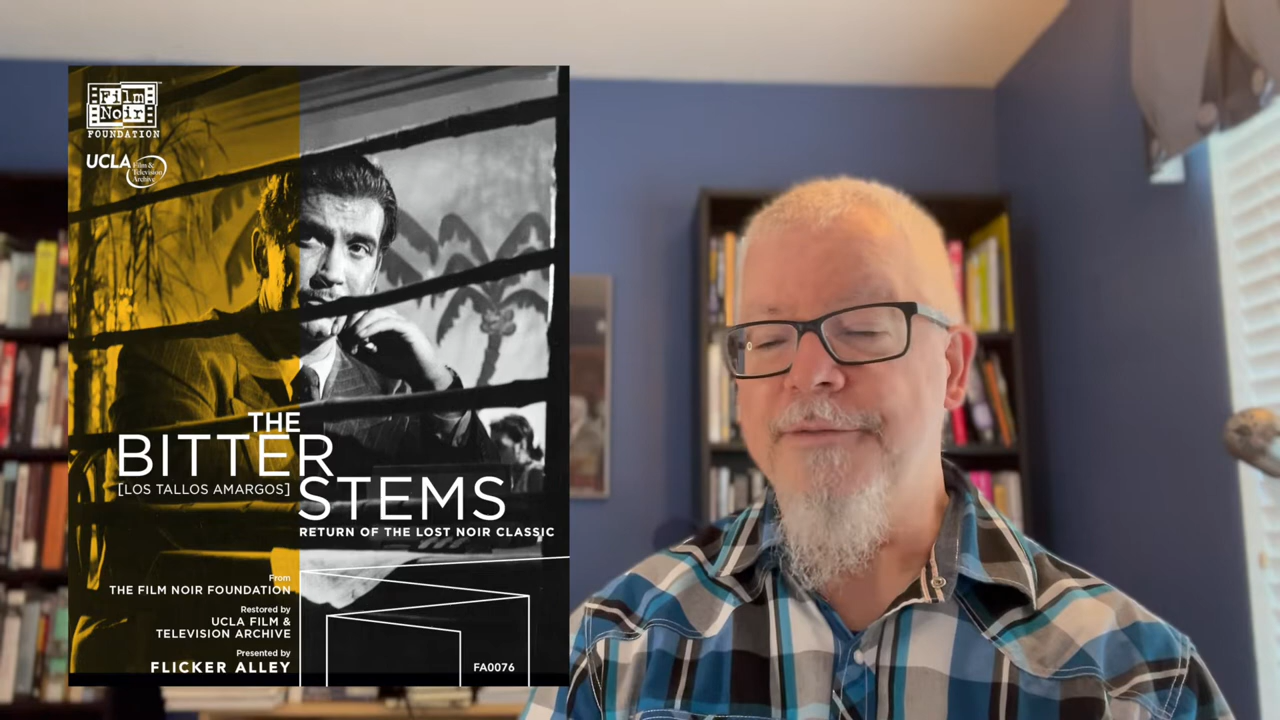 Film
Noir
FOUNDATION
UCLA
Film &
Television
Archive
THE
BITTER
[LOS TALLOS AMARGOS]
STEMS
RETURN OF THE LOST NOIR CLASSIC
From
THE FILM NOIR FOUNDATION
Restored by
UCLA FILM &
TELEVISION ARCHIVE
Presented by
FLICKER ALLEY
FA0076